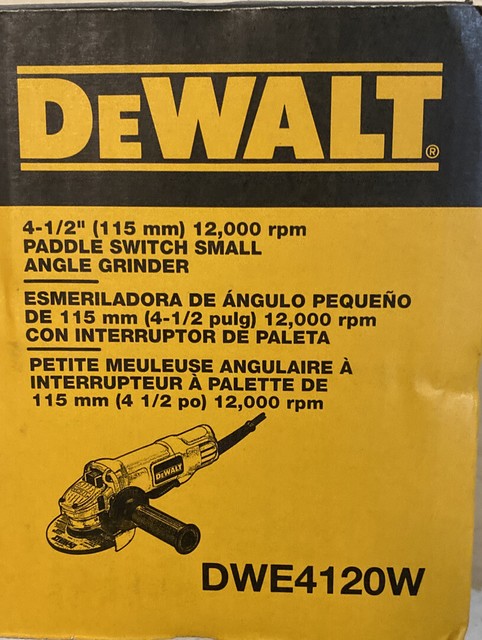 DEWALT®
4-1/2" (115 mm) 12,000 rpm
PADDLE SWITCH SMALL
ANGLE GRINDER
ESMERILADORA DE ÁNGULO PEQUEÑO
DE 115 mm (4-1/2 pulg) 12,000 rpm
CON INTERRUPTOR DE PALETA
PETITE MEULEUSE ANGULAIRE À
INTERRUPTEUR À PALETTE DE
115 mm (4 1/2 po) 12,000 rpm
DEWALT
DWE4120W